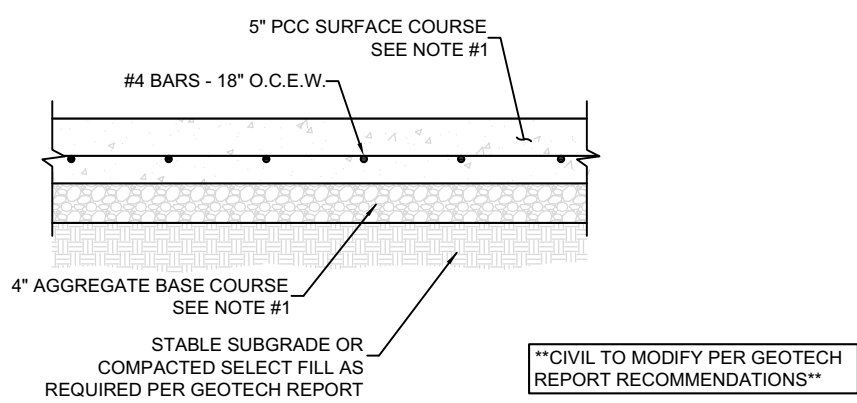 5" PCC SURFACE COURSE
SEE NOTE #1
#4 BARS - 18" O.C.E.W.
4" AGGREGATE BASE COURSE
SEE NOTE #1
STABLE SUBGRADE OR
COMPACTED SELECT FILL AS
REQUIRED PER GEOTECH REPORT
**CIVIL TO MODIFY PER GEOTECH
REPORT RECOMMENDATIONS**